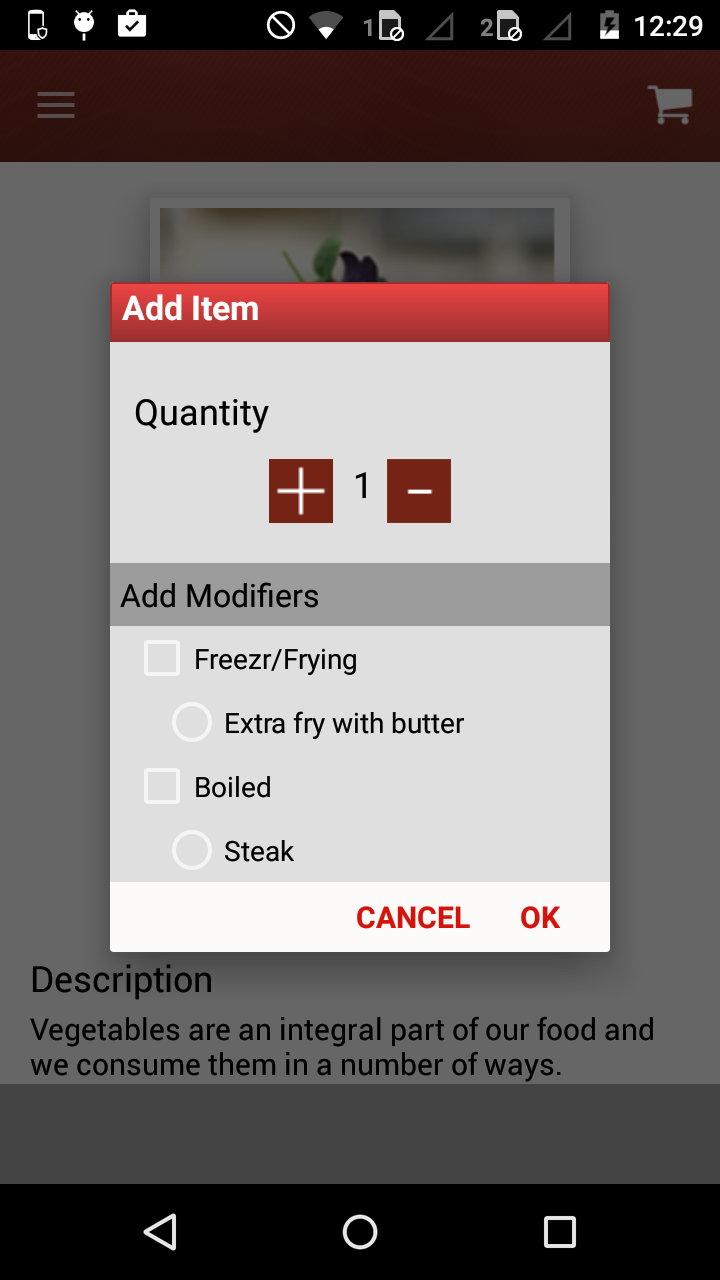 1 2 12:29
Add Item
Quantity
+ 1 -
Add Modifiers
Freezr/Frying
Extra fry with butter
Boiled
Steak
CANCEL OK
Description
Vegetables are an integral part of our food and
we consume them in a number of ways.